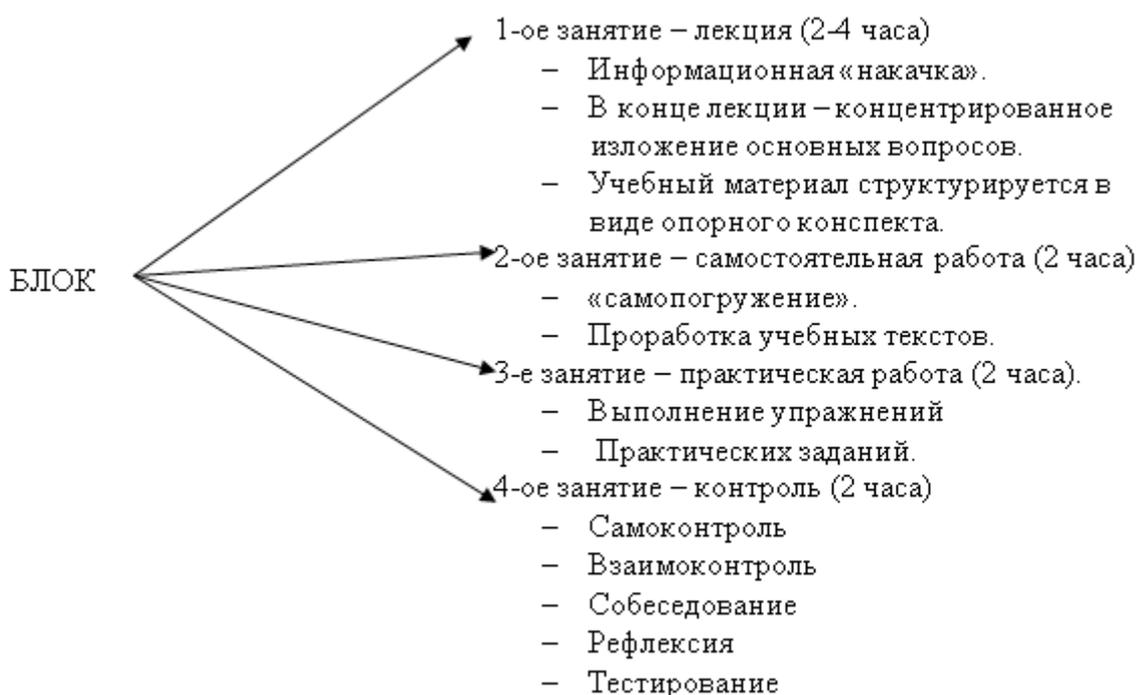 1-ое занятие – лекция (2-4 часа)
– Информационная «накачка».
– В конце лекции – концентрированное
изложение основных вопросов.
– Учебный материал структурируется в
виде опорного конспекта.
2-ое занятие – самостоятельная работа (2 часа)
БЛОК
– «самопогружение».
– Проработка учебных текстов.
3-е занятие – практическая работа (2 часа).
– Выполнение упражнений
– Практических заданий.
4-ое занятие – контроль (2 часа)
– Самоконтроль
– Взаимоконтроль
– Собеседование
– Рефлексия
– Тестирование